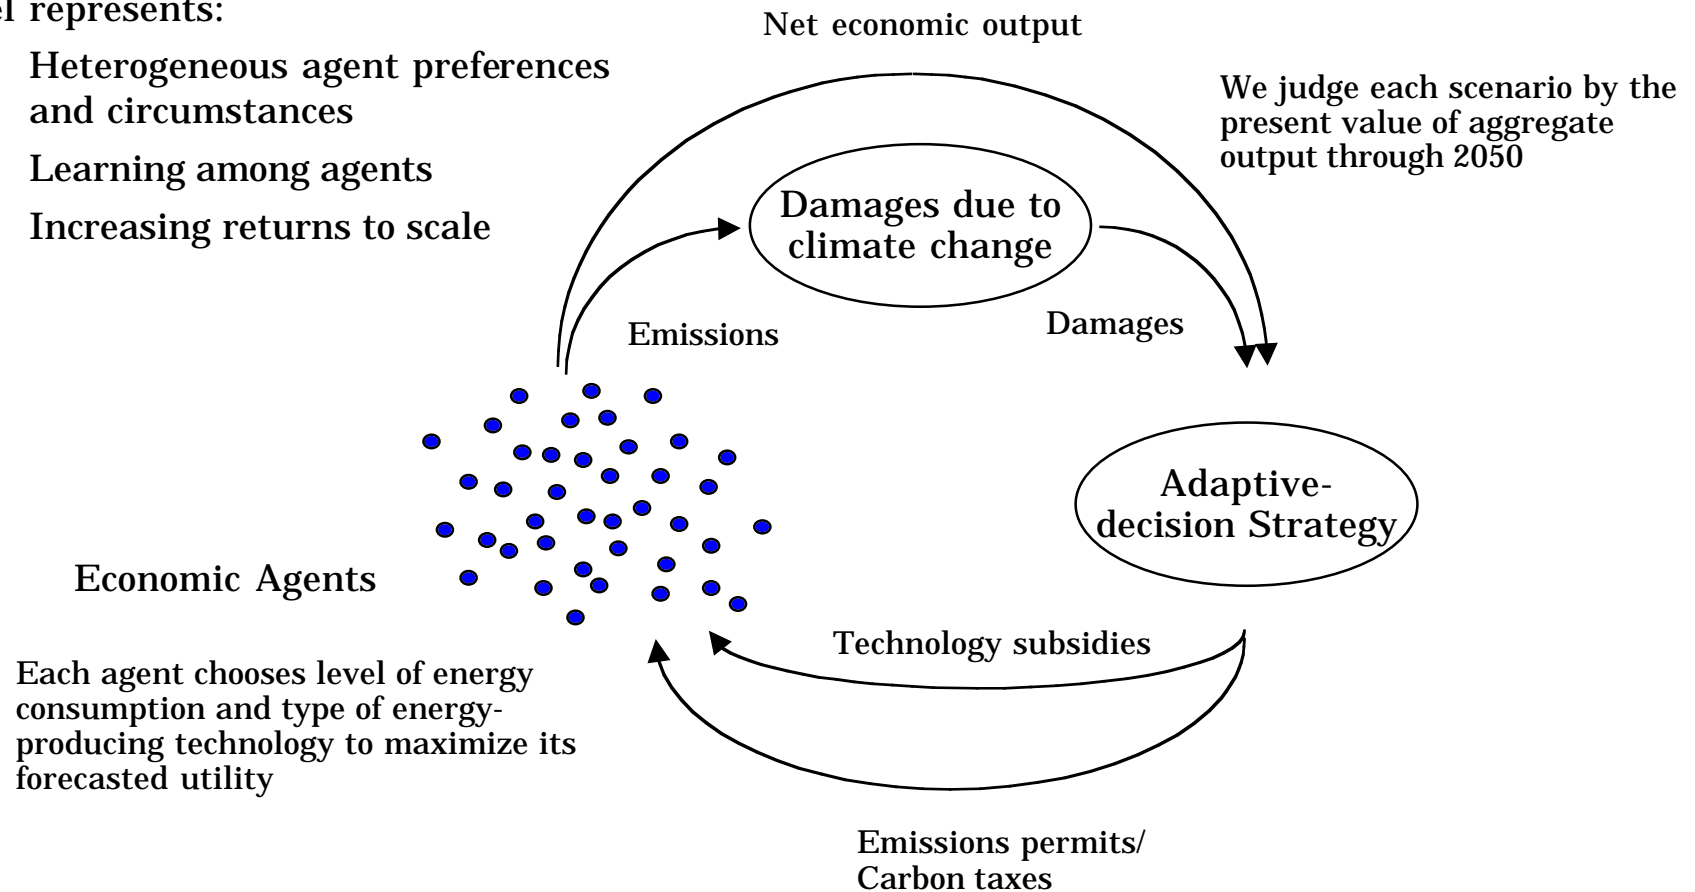 represents:
Heterogeneous agent preferences
and circumstances
Learning among agents
Increasing returns to scale
Net economic output
We judge each scenario by the
present value of aggregate
output through 2050
Damages due to
climate change
Emissions
Damages
Adaptive-
decision Strategy
Economic Agents
Each agent chooses level of energy
consumption and type of energy-
producing technology to maximize its
forecasted utility
Technology subsidies
Emissions permits/
Carbon taxes